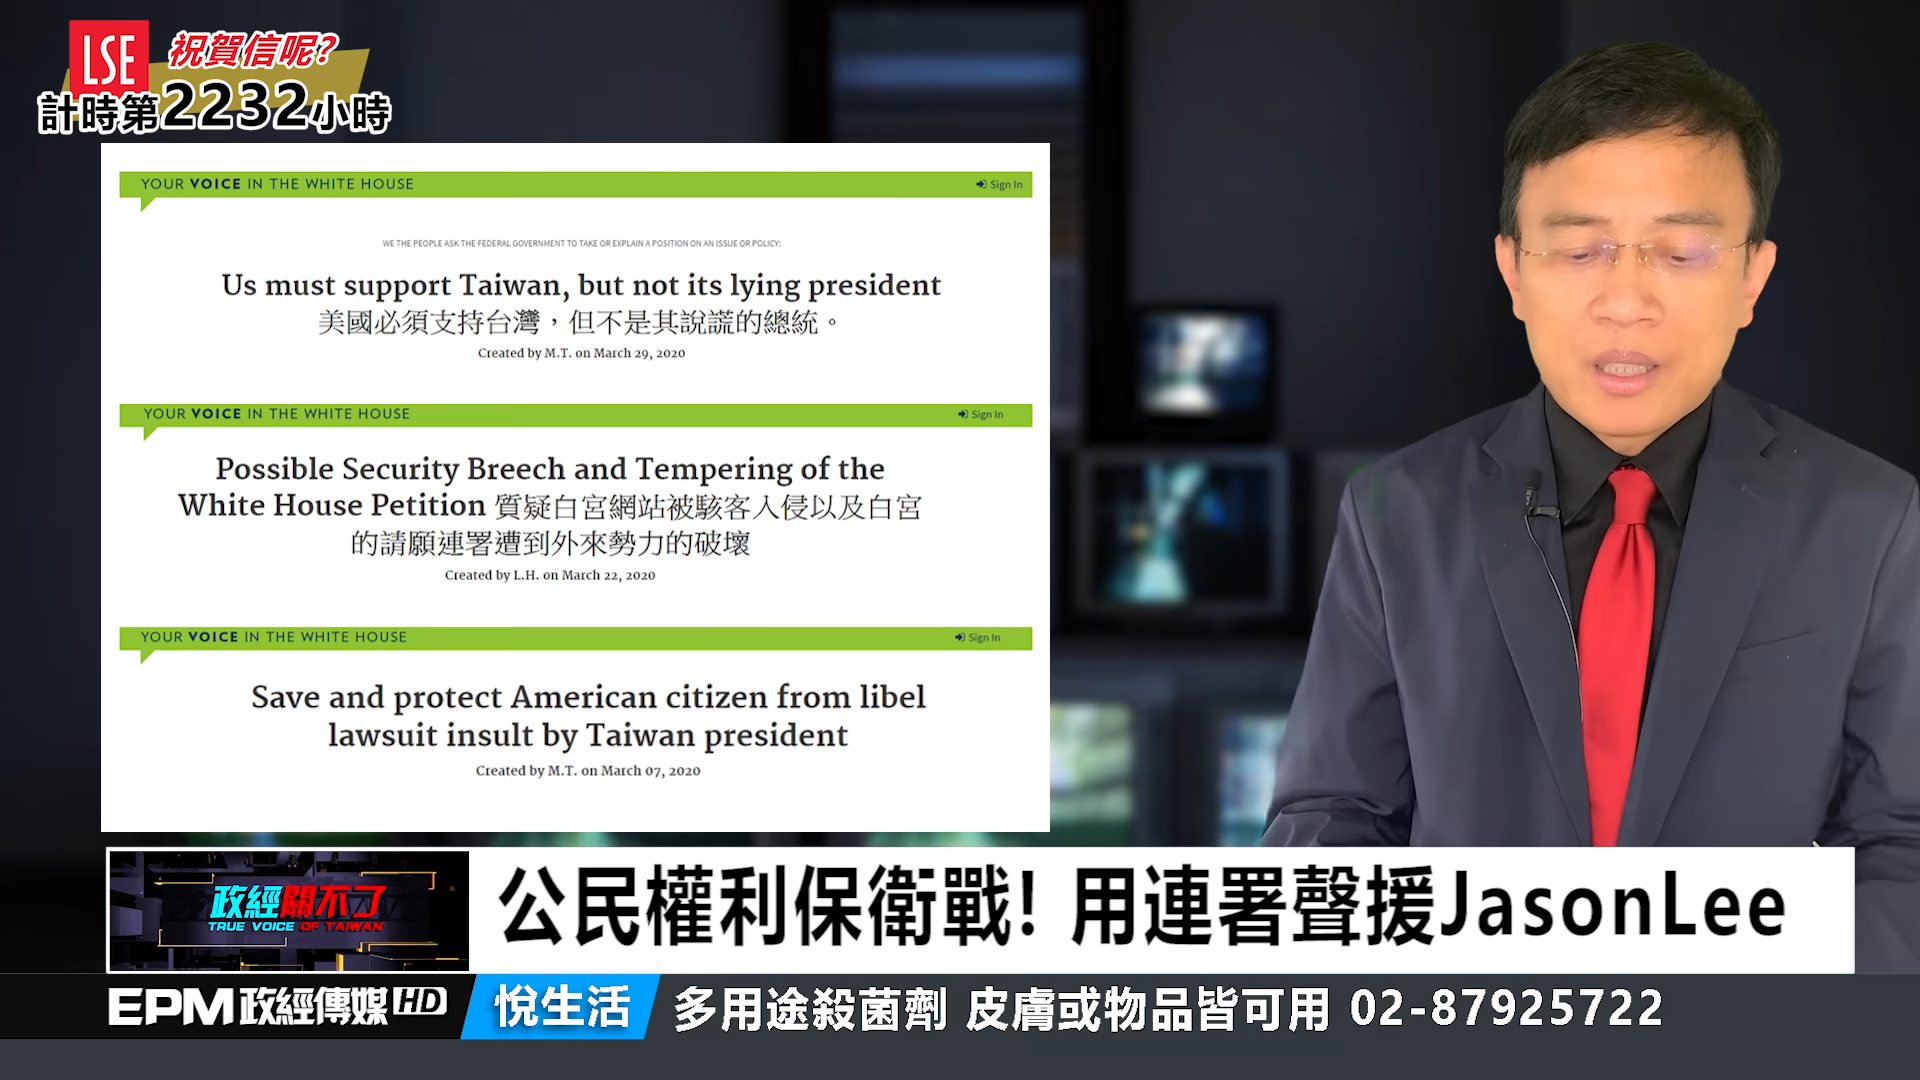 LSE 祝賀信呢?
計時第2232小時
YOUR VOICE IN THE WHITE HOUSE
Sign In
WE THE PEOPLE ASK THE FEDERAL GOVERNMENT TO TAKE OR EXPLAIN A POSITION ON AN ISSUE OR POLICY:
Us must support Taiwan, but not its lying president
美國必須支持台灣，但不是其說謊的總統。
Created by M.T. on March 29, 2020
YOUR VOICE IN THE WHITE HOUSE
Sign In
Possible Security Breech and Tempering of the
White House Petition 質疑白宮網站被駭客入侵以及白宮
的請願連署遭到外來勢力的破壞
Created by L.H. on March 22, 2020
YOUR VOICE IN THE WHITE HOUSE
Sign In
Save and protect American citizen from libel
lawsuit insult by Taiwan president
Created by M.T. on March 07, 2020
政經關不了
TRUE VOICE OF TAIWAN
公民權利保衛戰! 用連署聲援JasonLee
EPM政經傳媒HD
悅生活
多用途殺菌劑 皮膚或物品皆可用 02-87925722